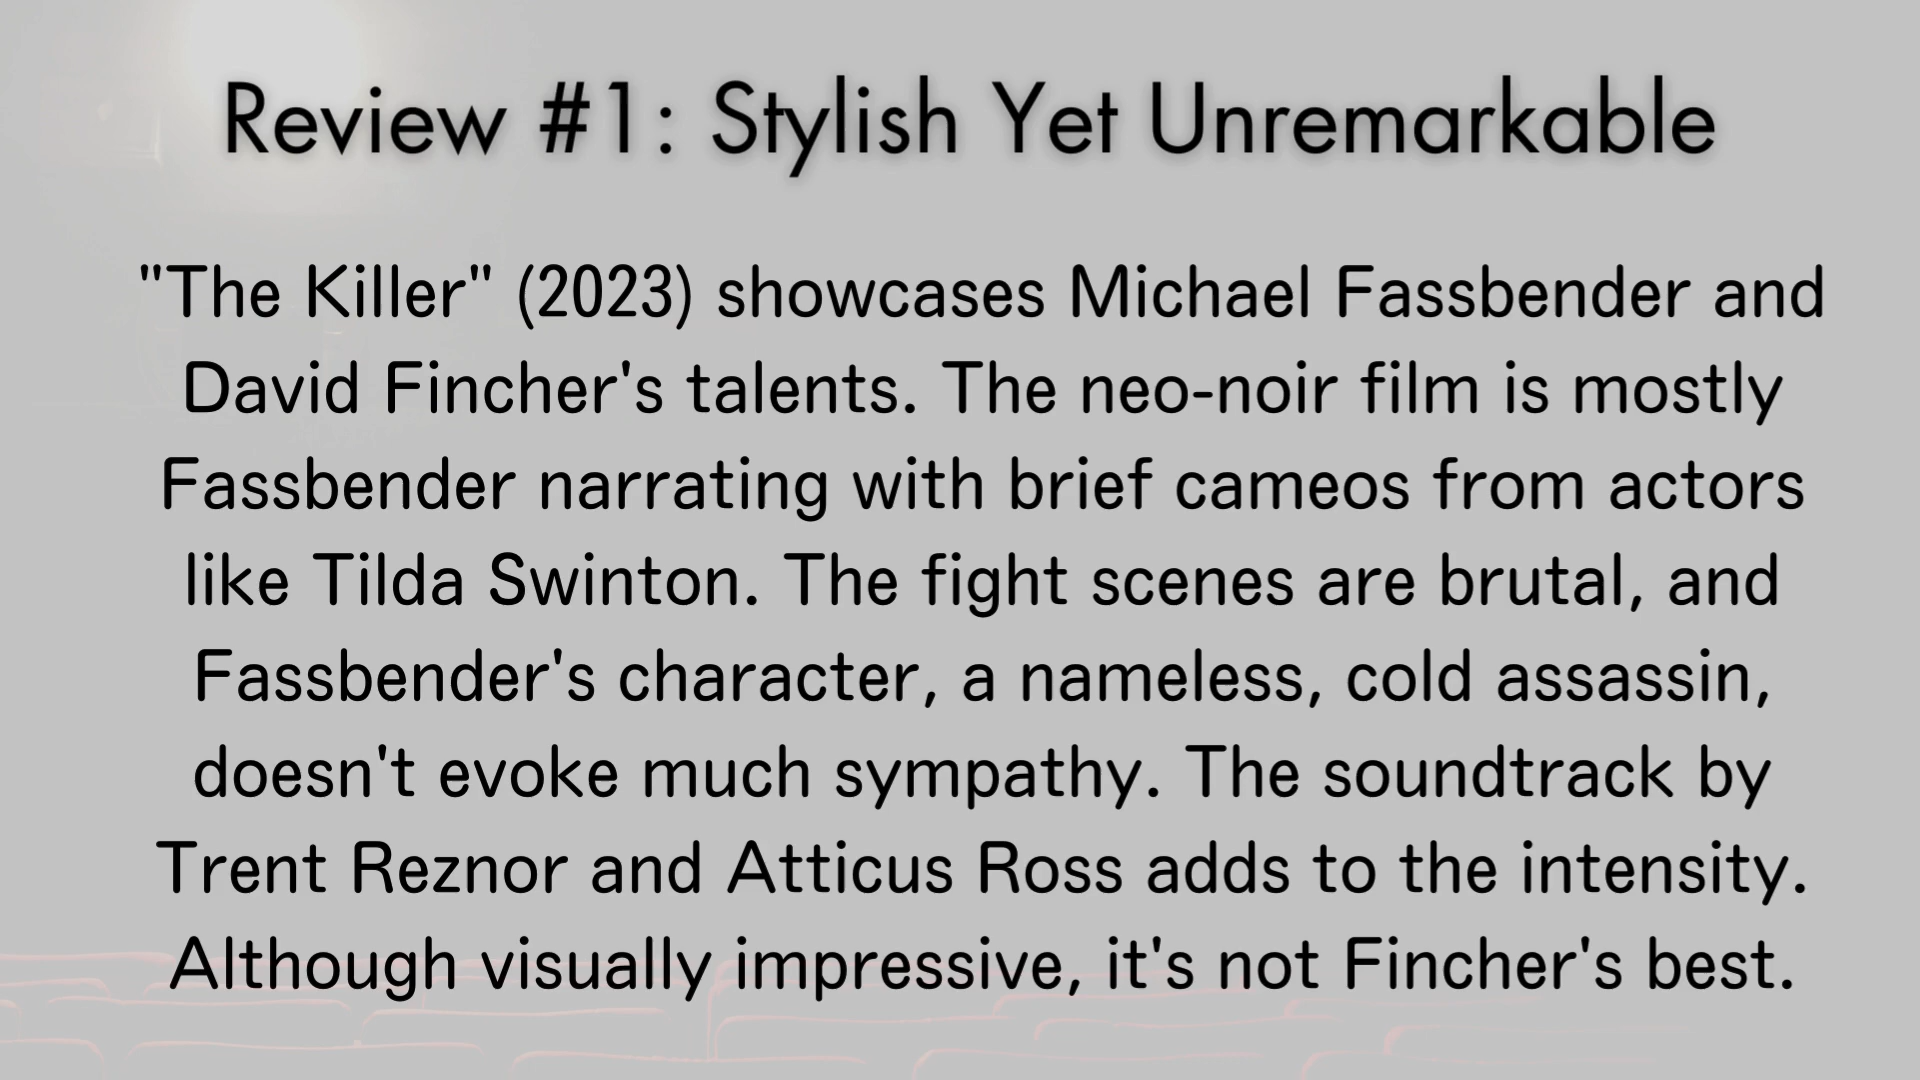 Review #1: Stylish Yet Unremarkable
"The Killer" (2023) showcases Michael Fassbender and
David Fincher's talents. The neo-noir film is mostly
Fassbender narrating with brief cameos from actors
like Tilda Swinton. The fight scenes are brutal, and
Fassbender's character, a nameless, cold assassin,
doesn't evoke much sympathy. The soundtrack by
Trent Reznor and Atticus Ross adds to the intensity.
Although visually impressive, it's not Fincher's best.